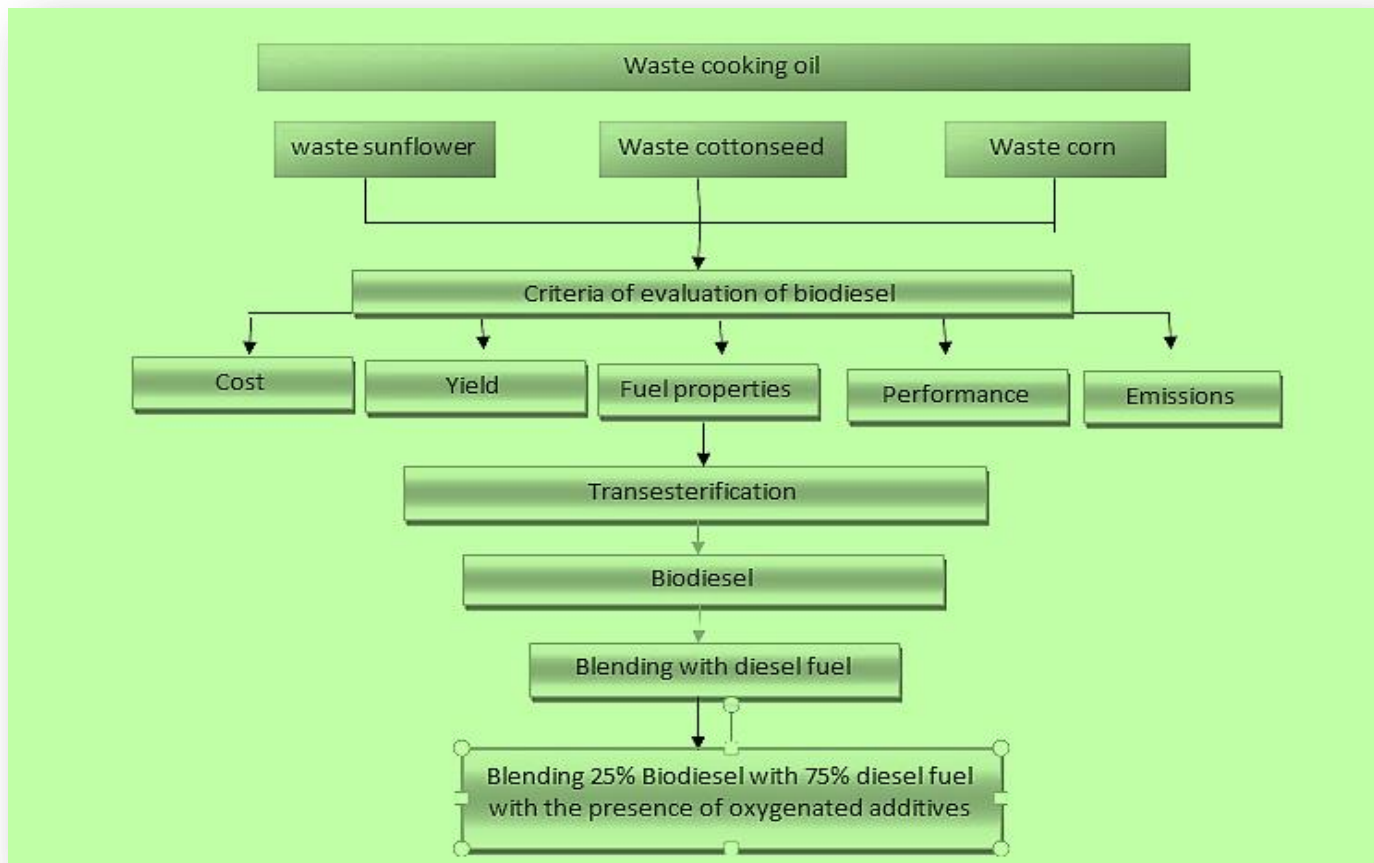 Waste cooking oil
waste sunflower
Waste cottonseed
Waste corn
Criteria of evaluation of biodiesel
Cost
Yield
Fuel properties
Performance
Emissions
Transesterification
Biodiesel
Blending with diesel fuel
Blending 25% Biodiesel with 75% diesel fuel
with the presence of oxygenated additives